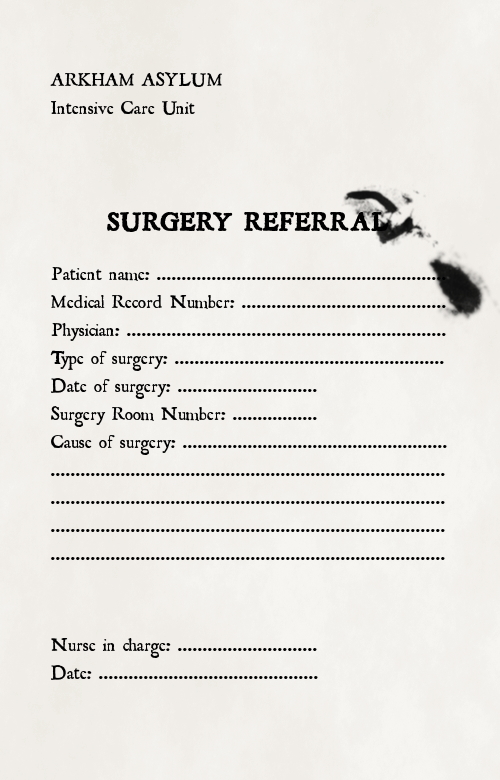 ARKHAM ASYLUM
Intensive Care Unit
SURGERY REFERRAL
Patient name: ...........................................................
Medical Record Number: ..........................................
Physician: .................................................................
Type of surgery: .......................................................
Date of surgery: ............................
Surgery Room Number: .................
Cause of surgery: ......................................................
................................................................................
................................................................................
................................................................................
................................................................................
Nurse in charge: ............................
Date: ............................................